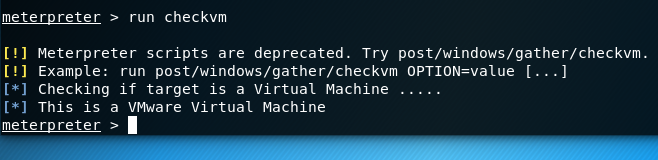 meterpreter > run checkvm
[!] Meterpreter scripts are deprecated. Try post/windows/gather/checkvm.
[!] Example: run post/windows/gather/checkvm OPTION=value [...]
[*] Checking if target is a Virtual Machine .....
[*] This is a VMware Virtual Machine
meterpreter >